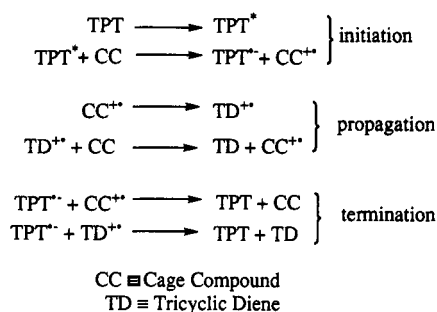 TPT ⟶ TPT*
TPT* + CC ⟶ TPT•- + CC+•
initiation
CC+• ⟶ TD+•
TD+• + CC ⟶ TD + CC+•
propagation
TPT•- + CC+• ⟶ TPT + CC
TPT•- + TD+• ⟶ TPT + TD
termination
CC ≡ Cage Compound
TD ≡ Tricyclic Diene